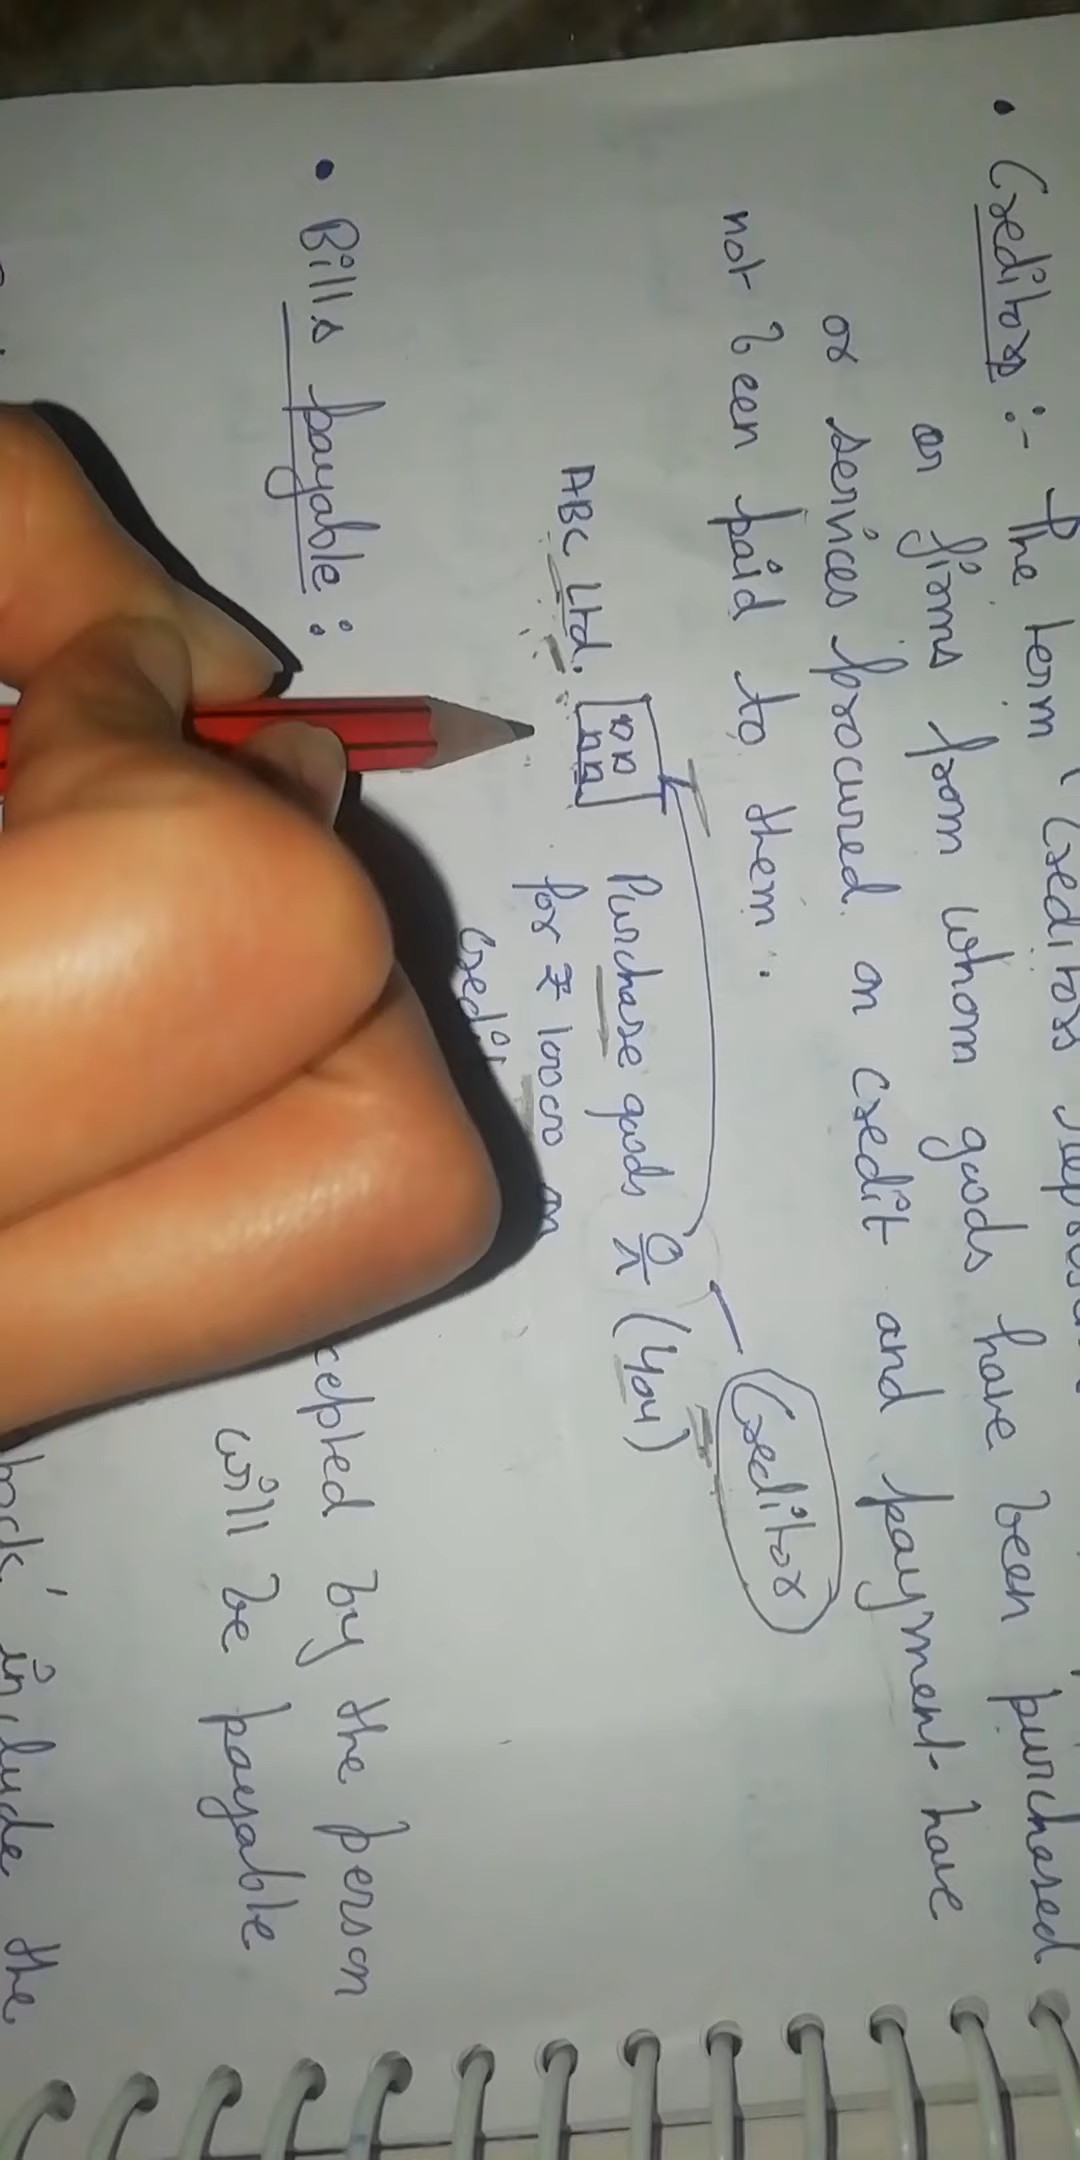 • Creditors :- The term 'Creditors'
or firms from whom goods have been purchased
or services procured on credit and payment have
not been paid to them.
Creditor
ABC Ltd. Purchase goods (You)
for ₹ 10000 on
Credit
• Bills payable :
by the person
will be payable
include the